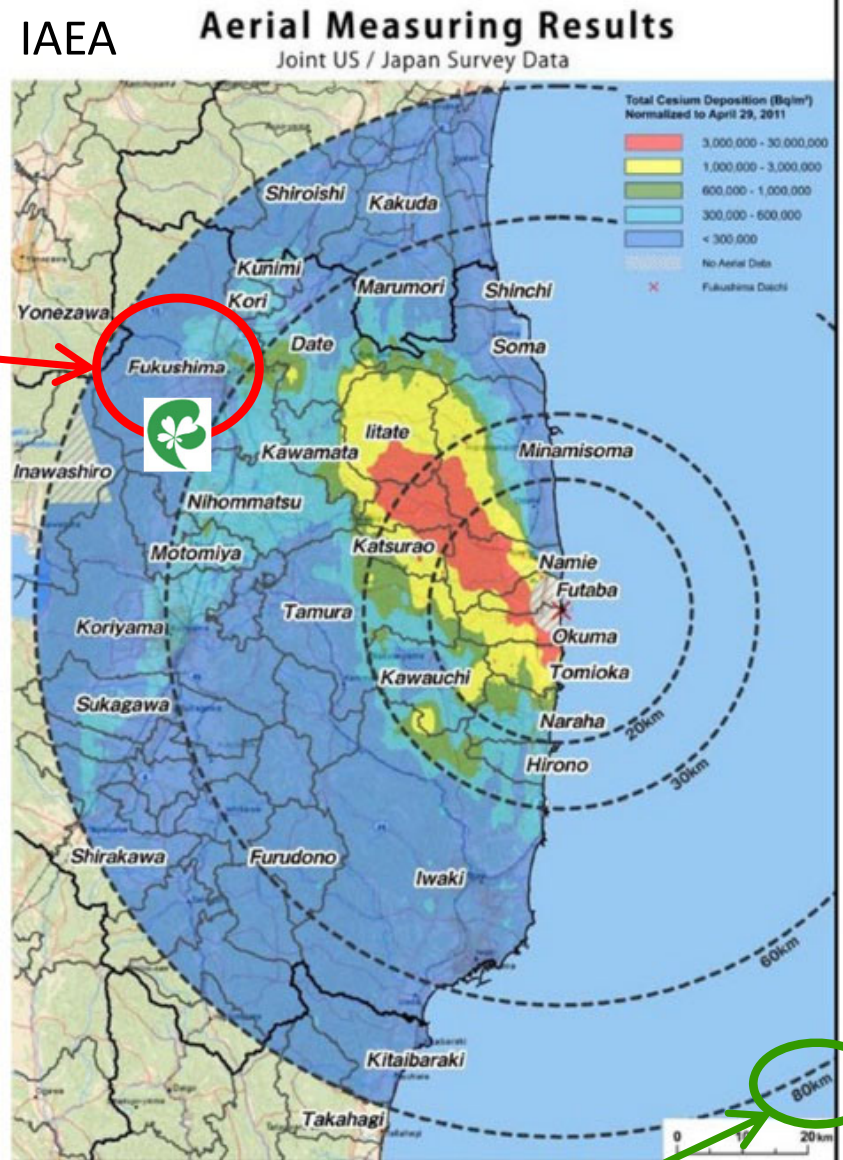 IAEA
Aerial Measuring Results
Joint US / Japan Survey Data
Total Cesium Deposition (Bq/m²)
Normalized to April 29, 2011
3,000,000 - 30,000,000
1,000,000 - 3,000,000
600,000 - 1,000,000
300,000 - 600,000
< 300,000
No Aerial Data
Fukushima Daiichi
Shiroishi
Kakuda
Kunimi
Kori
Marumori
Shinchi
Yonezawa
Date
Soma
Fukushima
Iitate
Kawamata
Minamisoma
Inawashiro
Nihommatsu
Motomiya
Katsurao
Namie
Futaba
Tamura
Koriyama
Okuma
Kawauchi
Tomioka
Sukagawa
Naraha
20km
Hirono
30km
Shirakawa
Furudono
Iwaki
60km
Kitaibaraki
80km
Takahagi
0 10 20km